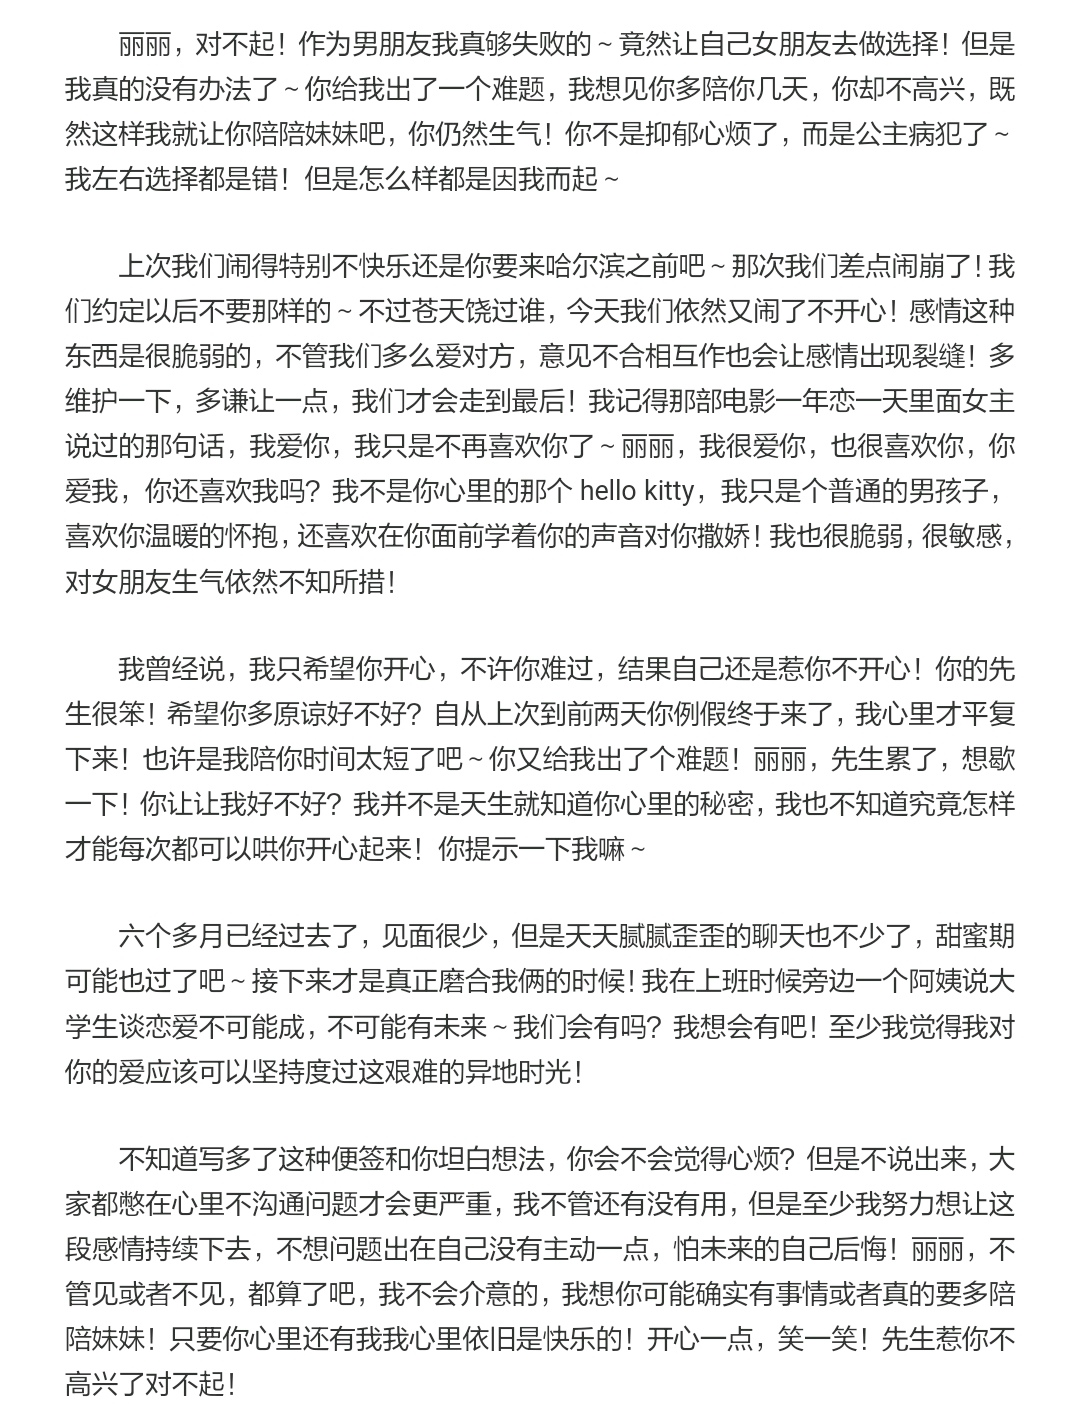 丽丽，对不起！作为男朋友我真够失败的～竟然让自己女朋友去做选择！但是
我真的没有办法了～你给我出了一个难题，我想见你多陪你几天，你却不高兴，既
然这样我就让你陪陪妹妹吧，你仍然生气！你不是抑郁心烦了，而是公主病犯了～
我左右选择都是错！但是怎么样都是因我而起～
上次我们闹得特别不快乐还是你要来哈尔滨之前吧～那次我们差点闹崩了！我
们约定以后不要那样的～不过苍天饶过谁，今天我们依然又闹了不开心！感情这种
东西是很脆弱的，不管我们多么爱对方，意见不合相互作也会让感情出现裂缝！多
维护一下，多谦让一点，我们才会走到最后！我记得那部电影一年恋一天里面女主
说过的那句话，我爱你，我只是不再喜欢你了～丽丽，我很爱你，也很喜欢你，你
爱我，你还喜欢我吗？我不是你心里的那个 hello kitty，我只是个普通的男孩子，
喜欢你温暖的怀抱，还喜欢在你面前学着你的声音对你撒娇！我也很脆弱，很敏感，
对女朋友生气依然不知所措！
我曾经说，我只希望你开心，不许你难过，结果自己还是惹你不开心！你的先
生很笨！希望你多原谅好不好？自从上次到前两天你例假终于来了，我心里才平复
下来！也许是我陪你时间太短了吧～你又给我出了个难题！丽丽，先生累了，想歇
一下！你让让我好不好？我并不是天生就知道你心里的秘密，我也不知道究竟怎样
才能每次都可以哄你开心起来！你提示一下我嘛～
六个多月已经过去了，见面很少，但是天天腻腻歪歪的聊天也不少了，甜蜜期
可能也过了吧～接下来才是真正磨合我俩的时候！我在上班时候旁边一个阿姨说大
学生谈恋爱不可能成，不可能有未来～我们会有吗？我想会有吧！至少我觉得我对
你的爱应该可以坚持度过这艰难的异地时光！
不知道写多了这种便签和你坦白想法，你会不会觉得心烦？但是不说出来，大
家都憋在心里不沟通问题才会更严重，我不管还有没有用，但是至少我努力想让这
段感情持续下去，不想问题出在自己没有主动一点，怕未来的自己后悔！丽丽，不
管见或者不见，都算了吧，我不会介意的，我想你可能确实有事情或者真的要多陪
陪妹妹！只要你心里还有我我心里依旧是快乐的！开心一点，笑一笑！先生惹你不
高兴了对不起！